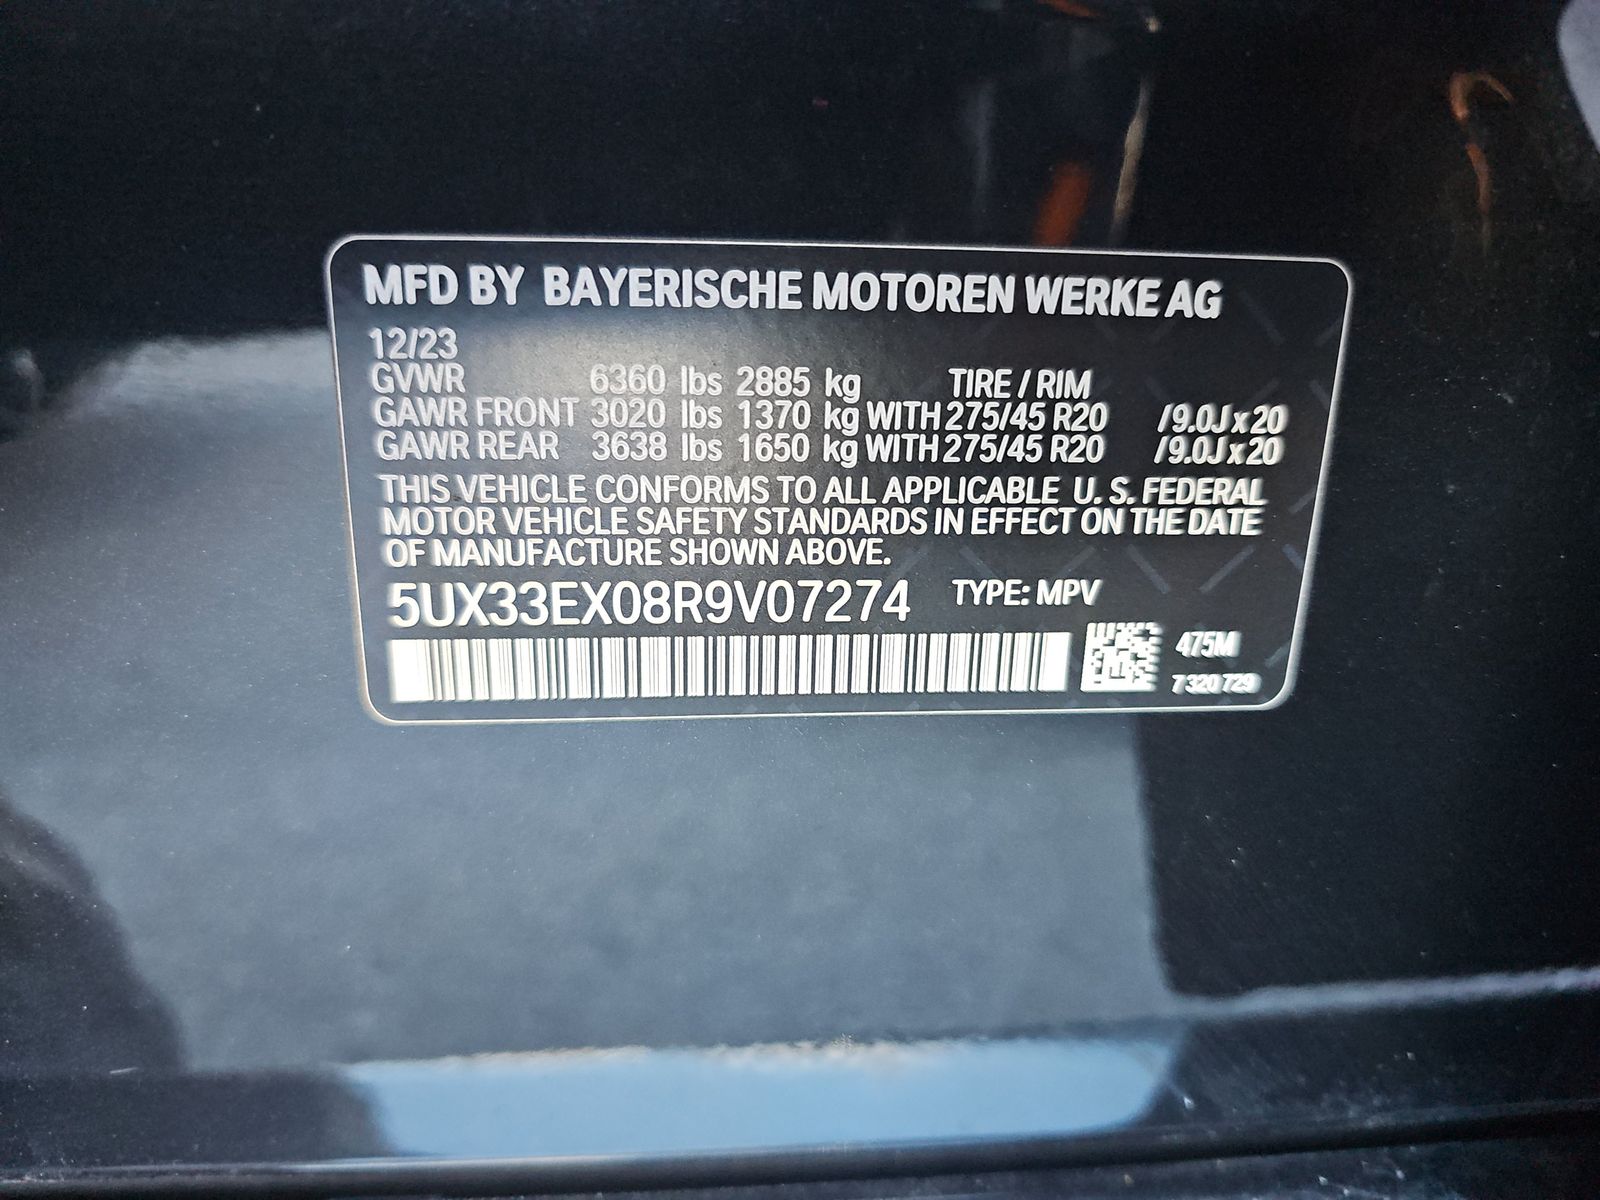 MFD BY BAYERISCHE MOTOREN WERKE AG
12/23
GVWR 6360 lbs 2885 kg TIRE / RIM
GAWR FRONT 3020 lbs 1370 kg WITH 275/45 R20 / 9.0J x 20
GAWR REAR 3638 lbs 1650 kg WITH 275/45 R20 / 9.0J x 20
THIS VEHICLE CONFORMS TO ALL APPLICABLE U. S. FEDERAL
MOTOR VEHICLE SAFETY STANDARDS IN EFFECT ON THE DATE
OF MANUFACTURE SHOWN ABOVE.
5UX33EX08R9V07274 TYPE: MPV
475M
7 320 729